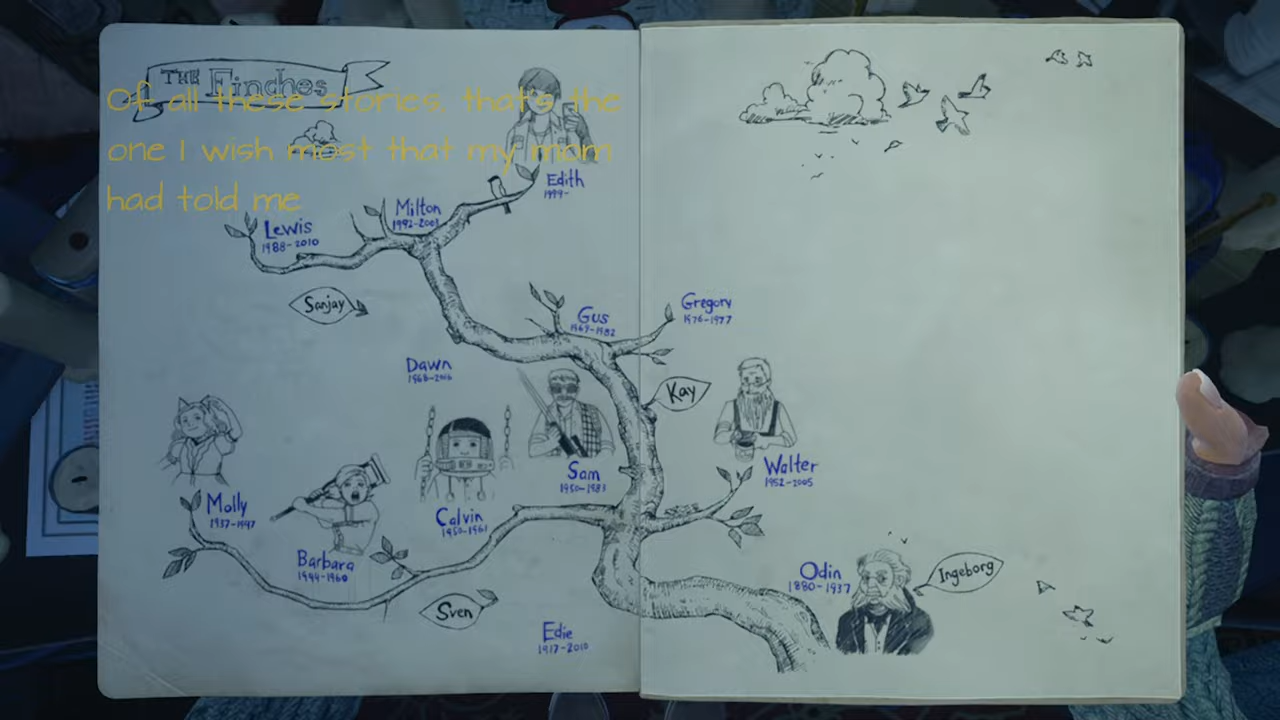 THE Finches
Of all these stories, that's the
one I wish most that my mom
had told me
Edith
1999-
Milton
1992-2003
Lewis
1988-2010
Sanjay
Gus
1969-1982
Gregory
1976-1977
Dawn
1968-2016
Kay
Sam
1950-1983
Walter
1952-2005
Molly
1937-1947
Calvin
1950-1961
Barbara
1944-1960
Odin
1880-1937
Ingeborg
Sven
Edie
1917-2010